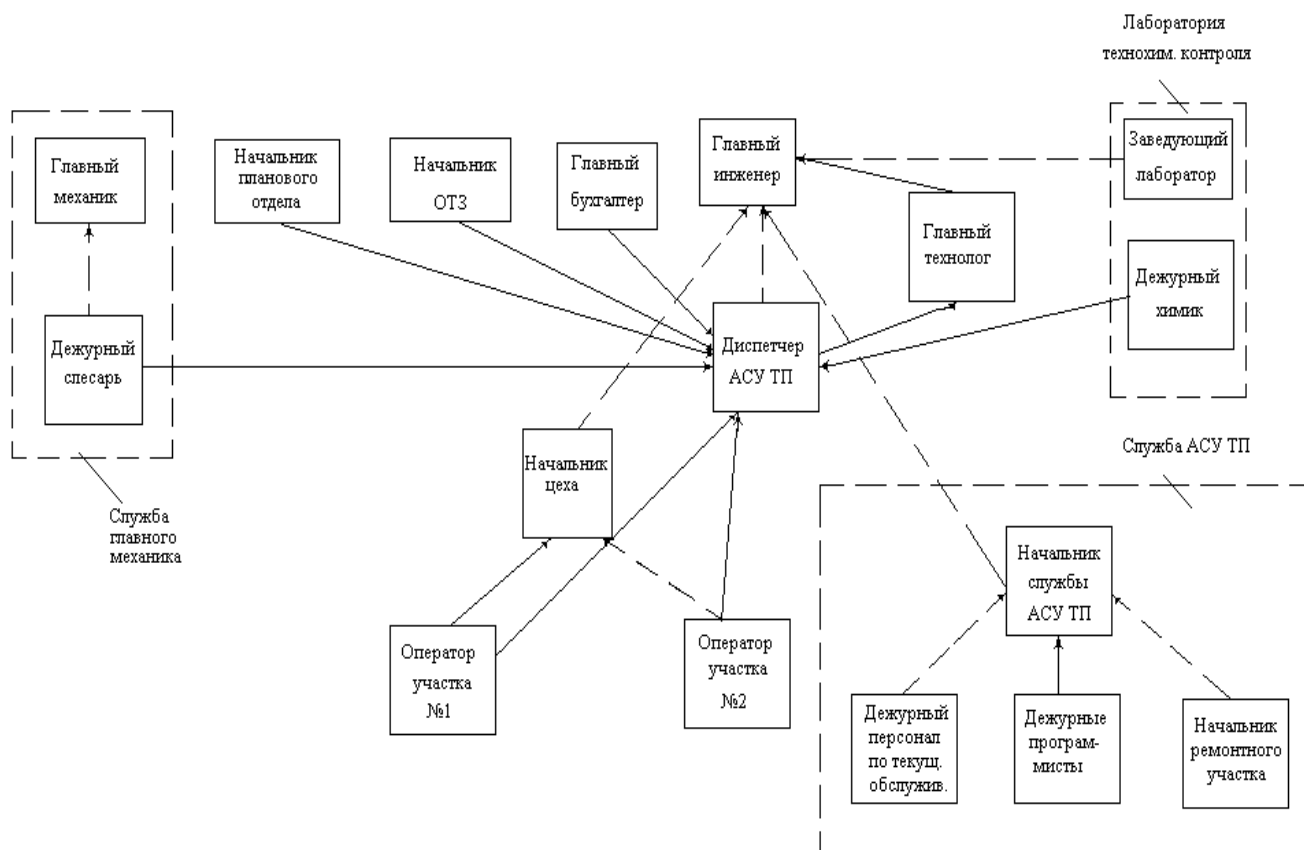 Лаборатория
технохим. контроля
Главный
механик
Начальник
планового
отдела
Начальник
ОТЗ
Главный
бухгалтер
Главный
инженер
Заведующий
лаборатор
Главный
технолог
Дежурный
химик
Дежурный
слесарь
Диспетчер
АСУ ТП
Служба АСУ ТП
Начальник
цеха
Служба
главного
механика
Начальник
службы
АСУ ТП
Оператор
участка
№1
Оператор
участка
№2
Дежурный
персонал
по текущ.
обслужив.
Дежурные
програм-
мисты
Начальник
ремонтного
участка